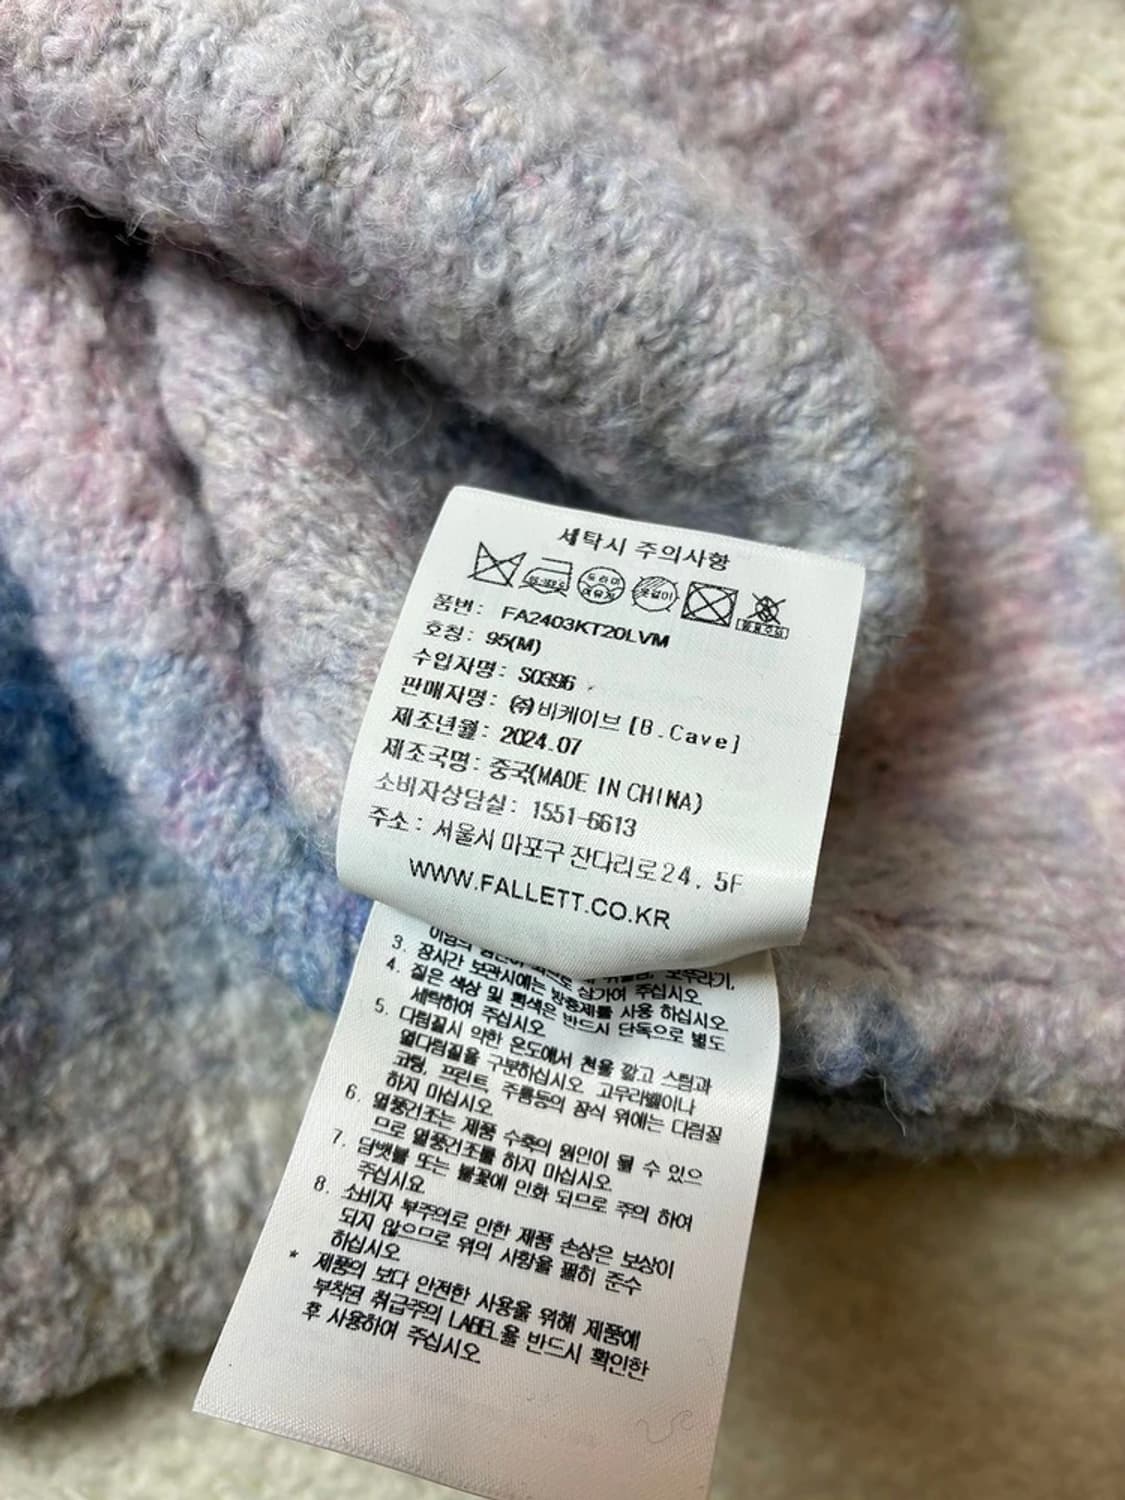 세탁시 주의사항
드라이
석유계
옷걸이
품번: FA2403KT20LVM
호칭: 95(M)
수입자명: S0396
판매자명: ㈜비케이브 [B.Cave]
제조년월: 2024.07
제조국명: 중국(MADE IN CHINA)
소비자상담실: 1551-6613
주소: 서울시 마포구 잔다리로24, 5F
WWW.FALLETT.CO.KR
3. 장시간 보관시에는 방충제를 사용 하십시오
4. 짙은 색상 및 흰색은 반드시 단독으로 별도
세탁하여 주십시오
5. 다림질시 약한 온도에서 천을 깔고 스팀과
열다림질을 구분하십시오 고무라벨이나
코팅, 프린트, 주름등의 장식 위에는 다림질
하지 마십시오
6. 열풍건조는 제품 수축의 원인이 될 수 있으
므로 열풍건조를 하지 마십시오
7. 담뱃불 또는 불꽃에 인화 되므로 주의 하여
주십시요
8. 소비자 부주의로 인한 제품 손상은 보상이
되지 않으므로 위의 사항을 필히 준수
하십시오
* 제품의 보다 안전한 사용을 위해 제품에
부착된 취급주의 LABEL을 반드시 확인한
후 사용하여 주십시오